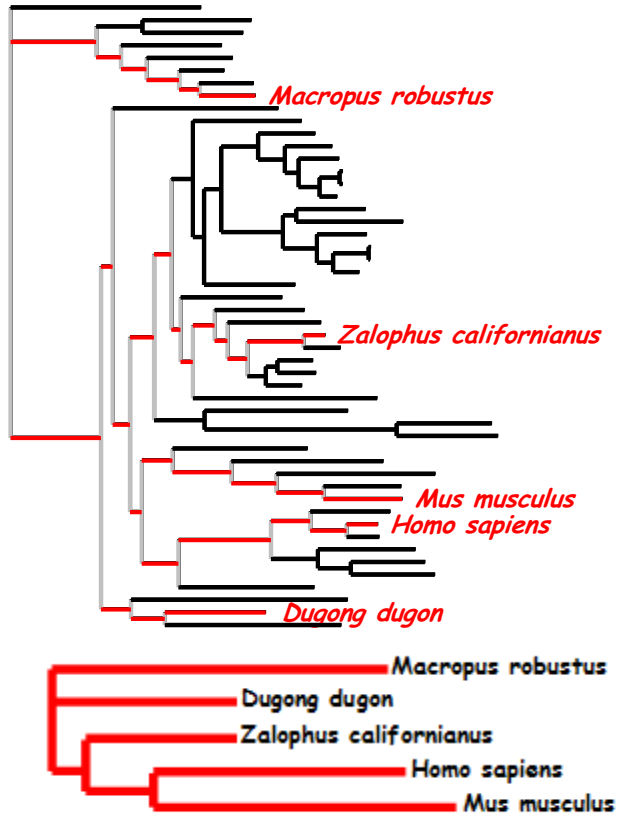 Macropus robustus
Zalophus californianus
Mus musculus
Homo sapiens
Dugong dugon
Macropus robustus
Dugong dugon
Zalophus californianus
Homo sapiens
Mus musculus